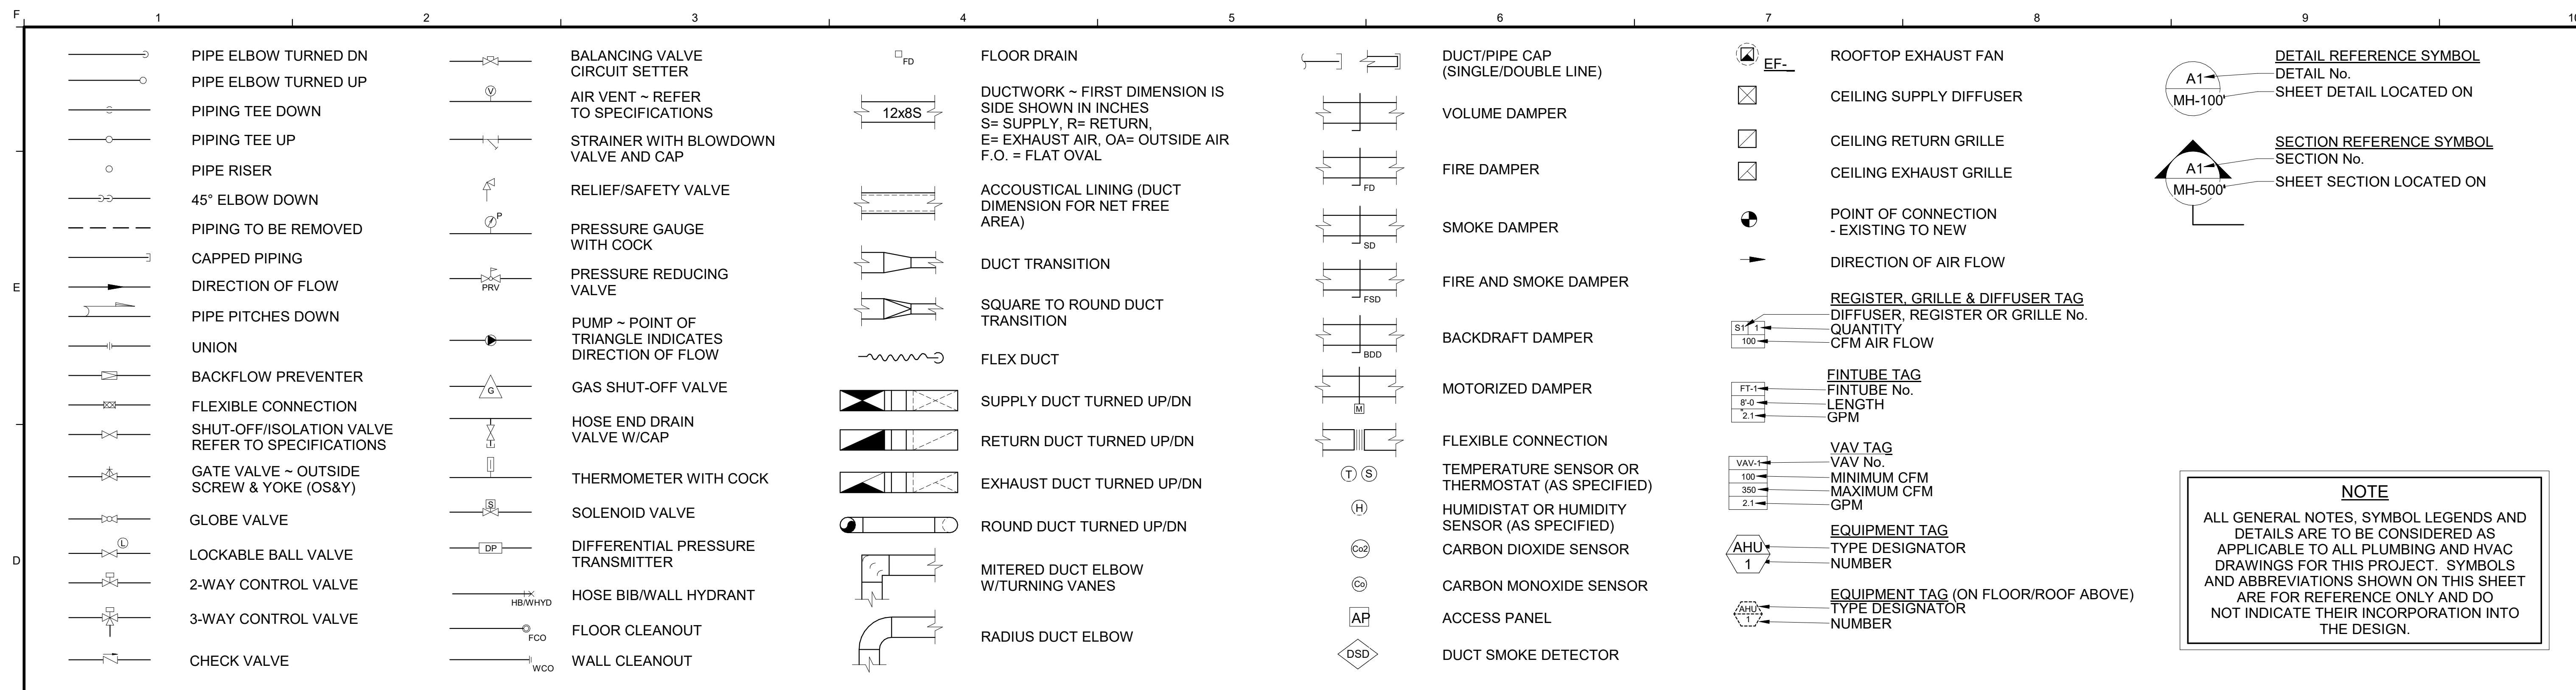 F
1
2
3
4
5
6
7
8
9
10
E
D
PIPE ELBOW TURNED DN
PIPE ELBOW TURNED UP
PIPING TEE DOWN
PIPING TEE UP
PIPE RISER
45° ELBOW DOWN
PIPING TO BE REMOVED
CAPPED PIPING
DIRECTION OF FLOW
PIPE PITCHES DOWN
UNION
BACKFLOW PREVENTER
FLEXIBLE CONNECTION
SHUT-OFF/ISOLATION VALVE
REFER TO SPECIFICATIONS
GATE VALVE ~ OUTSIDE
SCREW & YOKE (OS&Y)
GLOBE VALVE
L
LOCKABLE BALL VALVE
2-WAY CONTROL VALVE
3-WAY CONTROL VALVE
CHECK VALVE
BALANCING VALVE
CIRCUIT SETTER
V
AIR VENT ~ REFER
TO SPECIFICATIONS
STRAINER WITH BLOWDOWN
VALVE AND CAP
RELIEF/SAFETY VALVE
P
PRESSURE GAUGE
WITH COCK
PRV
PRESSURE REDUCING
VALVE
PUMP ~ POINT OF
TRIANGLE INDICATES
DIRECTION OF FLOW
G
GAS SHUT-OFF VALVE
HOSE END DRAIN
VALVE W/CAP
THERMOMETER WITH COCK
S
SOLENOID VALVE
DP
DIFFERENTIAL PRESSURE
TRANSMITTER
HB/WHYD
HOSE BIB/WALL HYDRANT
FCO
FLOOR CLEANOUT
WCO
WALL CLEANOUT
FD
FLOOR DRAIN
12x8S
DUCTWORK ~ FIRST DIMENSION IS
SIDE SHOWN IN INCHES
S= SUPPLY, R= RETURN,
E= EXHAUST AIR, OA= OUTSIDE AIR
F.O. = FLAT OVAL
ACCOUSTICAL LINING (DUCT
DIMENSION FOR NET FREE
AREA)
DUCT TRANSITION
SQUARE TO ROUND DUCT
TRANSITION
FLEX DUCT
SUPPLY DUCT TURNED UP/DN
RETURN DUCT TURNED UP/DN
EXHAUST DUCT TURNED UP/DN
ROUND DUCT TURNED UP/DN
MITERED DUCT ELBOW
W/TURNING VANES
RADIUS DUCT ELBOW
DUCT/PIPE CAP
(SINGLE/DOUBLE LINE)
VOLUME DAMPER
FD
FIRE DAMPER
SD
SMOKE DAMPER
FSD
FIRE AND SMOKE DAMPER
BDD
BACKDRAFT DAMPER
M
MOTORIZED DAMPER
FLEXIBLE CONNECTION
T S
TEMPERATURE SENSOR OR
THERMOSTAT (AS SPECIFIED)
H
HUMIDISTAT OR HUMIDITY
SENSOR (AS SPECIFIED)
Co2
CARBON DIOXIDE SENSOR
Co
CARBON MONOXIDE SENSOR
AP
ACCESS PANEL
DSD
DUCT SMOKE DETECTOR
EF-_
ROOFTOP EXHAUST FAN
CEILING SUPPLY DIFFUSER
CEILING RETURN GRILLE
CEILING EXHAUST GRILLE
POINT OF CONNECTION
- EXISTING TO NEW
DIRECTION OF AIR FLOW
REGISTER, GRILLE & DIFFUSER TAG
DIFFUSER, REGISTER OR GRILLE No.
S1 1
QUANTITY
100
CFM AIR FLOW
FINTUBE TAG
FT-1
FINTUBE No.
8'-0
LENGTH
2.1
GPM
VAV TAG
VAV-1
VAV No.
100
MINIMUM CFM
350
MAXIMUM CFM
2.1
GPM
EQUIPMENT TAG
AHU
TYPE DESIGNATOR
1
NUMBER
EQUIPMENT TAG (ON FLOOR/ROOF ABOVE)
AHU
TYPE DESIGNATOR
1
NUMBER
DETAIL REFERENCE SYMBOL
A1
DETAIL No.
MH-100
SHEET DETAIL LOCATED ON
SECTION REFERENCE SYMBOL
A1
SECTION No.
MH-500
SHEET SECTION LOCATED ON
NOTE
ALL GENERAL NOTES, SYMBOL LEGENDS AND
DETAILS ARE TO BE CONSIDERED AS
APPLICABLE TO ALL PLUMBING AND HVAC
DRAWINGS FOR THIS PROJECT. SYMBOLS
AND ABBREVIATIONS SHOWN ON THIS SHEET
ARE FOR REFERENCE ONLY AND DO
NOT INDICATE THEIR INCORPORATION INTO
THE DESIGN.